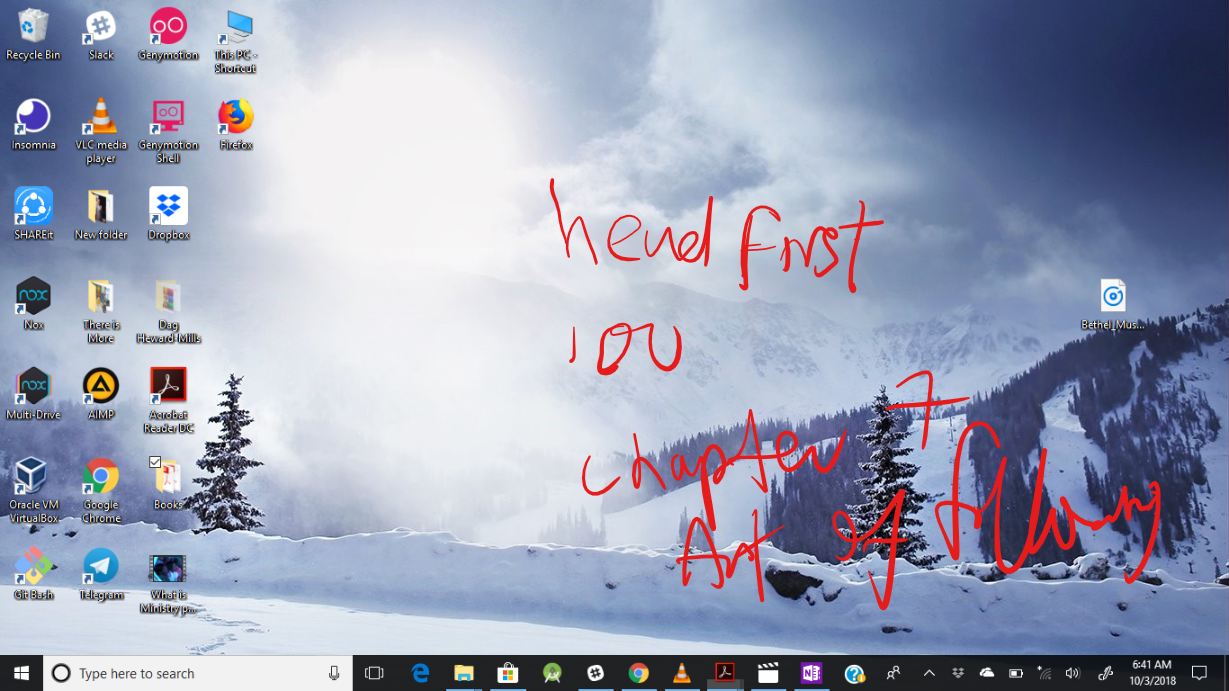 Recycle Bin
Slack
Genymotion
This PC -
Shortcut
Insomnia
VLC media
player
Genymotion
Shell
Firefox
SHAREit
New folder
Dropbox
Nox
There is
More
Dag
Heward-Mills
Bethel_Mus...
Multi-Drive
AIMP
Acrobat
Reader DC
Oracle VM
VirtualBox
Google
Chrome
Books
Git Bash
Telegram
What is
Ministry p...
head first
100
chapter 7
Art of following
Type here to search
6:41 AM
10/3/2018